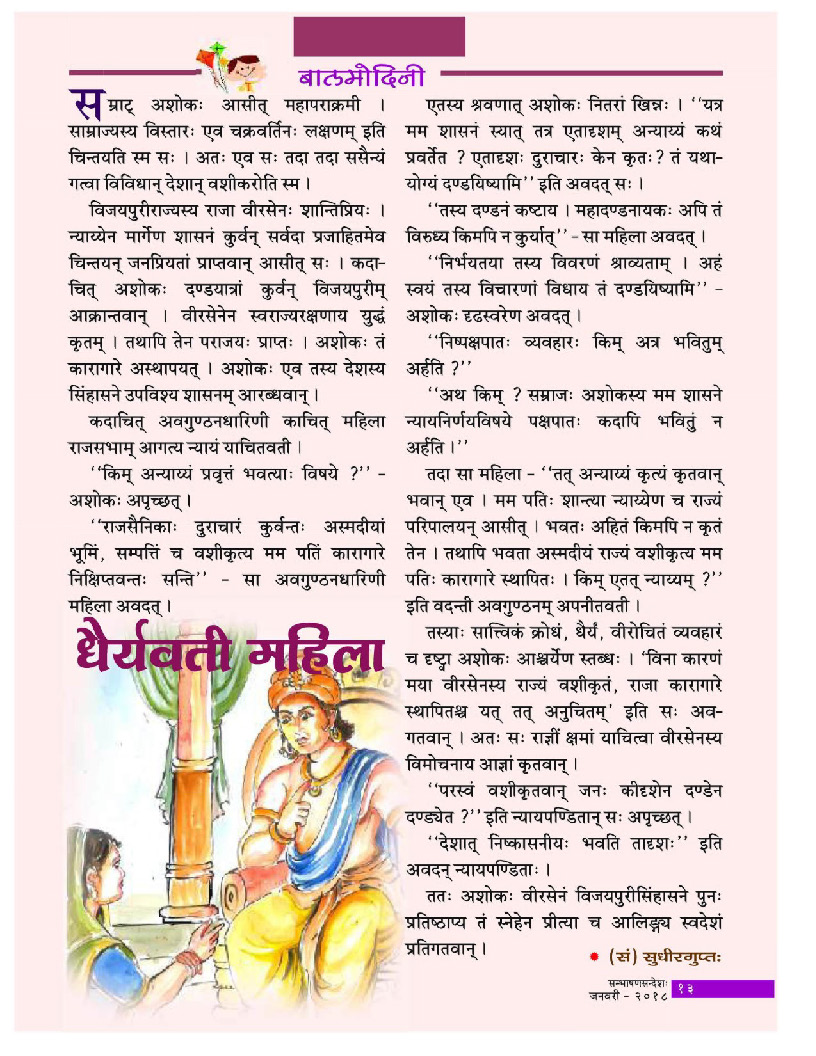 बालमोदिनी
सम्राट् अशोकः आसीत् महापराक्रमी ।
साम्राज्यस्य विस्तारः एव चक्रवर्तिनः लक्षणम् इति
चिन्तयति स्म सः । अतः एव सः तदा तदा ससैन्यं
गत्वा विविधान् देशान् वशीकरोति स्म ।
विजयपुरीराज्यस्य राजा वीरसेनः शान्तिप्रियः ।
न्याय्येन मार्गेण शासनं कुर्वन् सर्वदा प्रजाहितमेव
चिन्तयन् जनप्रियतां प्राप्तवान् आसीत् सः । कदा-
चित् अशोकः दण्डयात्रां कुर्वन् विजयपुरीम्
आक्रान्तवान् । वीरसेनेन स्वराज्यरक्षणाय युद्धं
कृतम् । तथापि तेन पराजयः प्राप्तः । अशोकः तं
कारागारे अस्थापयत् । अशोकः एव तस्य देशस्य
सिंहासने उपविश्य शासनम् आरब्धवान् ।
कदाचित् अवगुण्ठनधारिणी काचित् महिला
राजसभाम् आगत्य न्यायं याचितवती ।
‘‘किम् अन्याय्यं प्रवृत्तं भवत्याः विषये ?’’ –
अशोकः अपृच्छत् ।
‘‘राजसैनिकाः दुराचारं कुर्वन्तः अस्मदीयां
भूमिं, सम्पत्तिं च वशीकृत्य मम पतिं कारागारे
निक्षिप्तवन्तः सन्ति’’ – सा अवगुण्ठनधारिणी
महिला अवदत् ।
धैर्यवती महिला
एतस्य श्रवणात् अशोकः नितरां खिन्नः । ‘‘यत्र
मम शासनं स्यात् तत्र एतादृशम् अन्याय्यं कथं
प्रवर्तेत ? एतादृशः दुराचारः केन कृतः? तं यथा-
योग्यं दण्डयिष्यामि’’ इति अवदत् सः ।
‘‘तस्य दण्डनं कष्टाय । महादण्डनायकः अपि तं
विरुध्य किमपि न कुर्यात्’’ – सा महिला अवदत् ।
‘‘निर्भयतया तस्य विवरणं श्राव्यताम् । अहं
स्वयं तस्य विचारणां विधाय तं दण्डयिष्यामि’’ –
अशोकः दृढस्वरेण अवदत् ।
‘‘निष्पक्षपातः व्यवहारः किम् अत्र भवितुम्
अर्हति ?’’
‘‘अथ किम् ? सम्राजः अशोकस्य मम शासने
न्यायनिर्णयविषये पक्षपातः कदापि भवितुं न
अर्हति ।’’
तदा सा महिला – ‘‘तत् अन्याय्यं कृत्यं कृतवान्
भवान् एव । मम पतिः शान्त्या न्याय्येण च राज्यं
परिपालयन् आसीत् । भवतः अहितं किमपि न कृतं
तेन । तथापि भवता अस्मदीयं राज्यं वशीकृत्य मम
पतिः कारागारे स्थापितः । किम् एतत् न्याय्यम् ?’’
इति वदन्ती अवगुण्ठनम् अपनीतवती ।
तस्याः सात्त्विकं क्रोधं, धैर्यं, वीरोचितं व्यवहारं
च दृष्ट्वा अशोकः आश्चर्येण स्तब्धः । ‘विना कारणं
मया वीरसेनस्य राज्यं वशीकृतं, राजा कारागारे
स्थापितश्च यत् तत् अनुचितम्’ इति सः अव-
गतवान् । अतः सः राज्ञीं क्षमां याचित्वा वीरसेनस्य
विमोचनाय आज्ञां कृतवान् ।
‘‘परस्वं वशीकृतवान् जनः कीदृशेन दण्डेन
दण्ड्येत ?’’ इति न्यायपण्डितान् सः अपृच्छत् ।
‘‘देशात् निष्कासनीयः भवति तादृशः’’ इति
अवदन् न्यायपण्डिताः ।
ततः अशोकः वीरसेनं विजयपुरीसिंहासने पुनः
प्रतिष्ठाप्य तं स्नेहेन प्रीत्या च आलिङ्ग्य स्वदेशं
प्रतिगतवान् ।
(सं) सुधीरगुप्तः
सम्भाषणसन्देशः
जनवरी – २०१८
१३